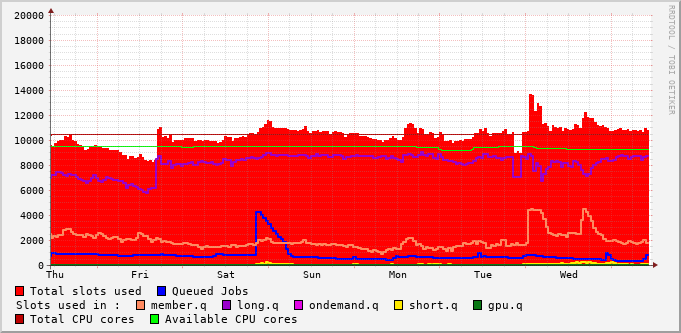 20000
18000
16000
14000
12000
10000
8000
6000
4000
2000
0
Thu Fri Sat Sun Mon Tue Wed
Total slots used Queued Jobs
Slots used in : member.q long.q ondemand.q short.q gpu.q
Total CPU cores Available CPU cores
RRDTOOL / TOBI OETIKER